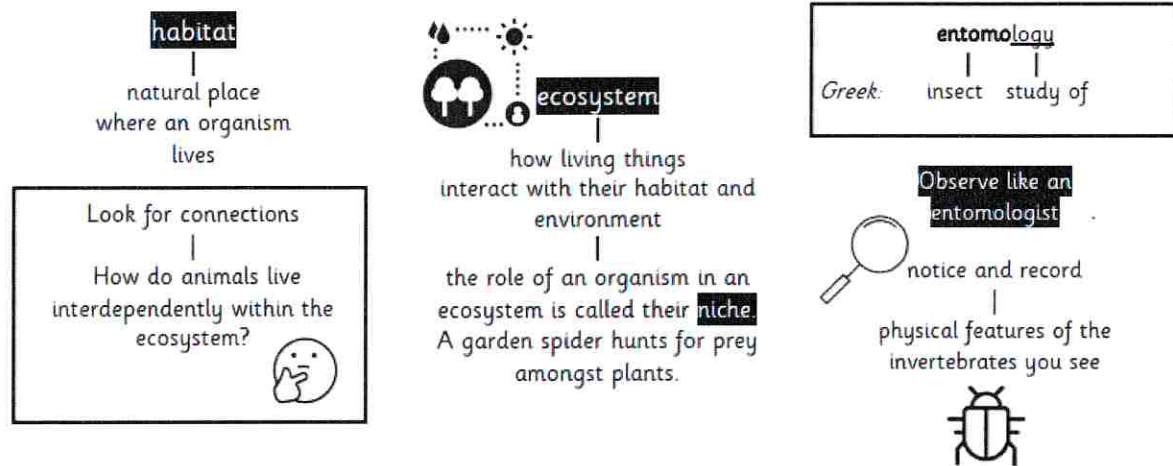 habitat
natural place
where an organism
lives
Look for connections
How do animals live
interdependently within the
ecosystem?
ecosystem
how living things
interact with their habitat and
environment
the role of an organism in an
ecosystem is called their niche.
A garden spider hunts for prey
amongst plants.
entomology
Greek: insect study of
Observe like an
entomologist
notice and record
physical features of the
invertebrates you see